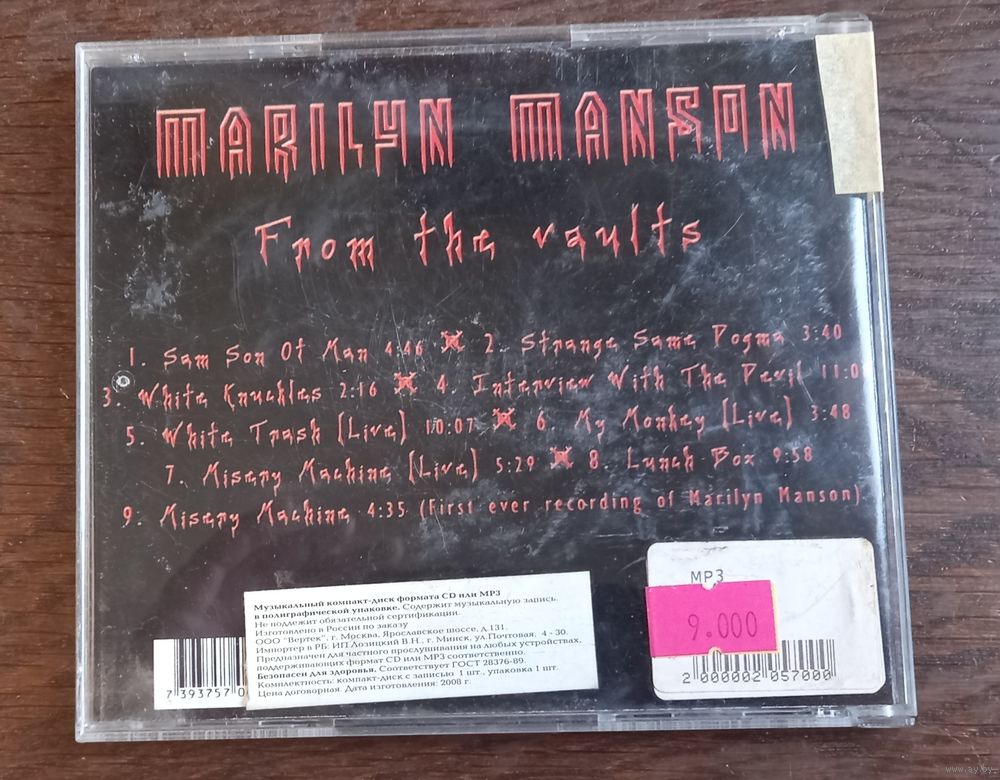 MARILYN MANSON
From the vaults
1. Sam Son Of Man 4:46 2. Strange Same Dogma 3:40
3. White Knuckles 2:16 4. Interview With The Devil 11:0
5. White Trash (Live) 10:07 6. My Monkey (Live) 3:48
7. Misery Machine (Live) 5:29 8. Lunch Box 9:58
9. Misery Machine 4:35 (First ever recording of Marilyn Manson)
Музыкальный компакт-диск формата CD или MP3
в полиграфической упаковке. Содержит музыкальную запись.
Не подлежит обязательной сертификации.
Изготовлено в России по заказу
ООО "Вертек", г. Москва, Ярославское шоссе, д.131.
Импортер в РБ: ИП Лозицкий В.Н., г. Минск, ул.Почтовая, 4 - 30.
Предназначен для частного прослушивания на любых устройствах,
поддерживающих формат CD или MP3 соответственно.
Безопасен для здоровья. Соответствует ГОСТ 28376-89.
Комплектность: компакт-диск с записью 1 шт., упаковка 1 шт.
Цена договорная. Дата изготовления: 2008 г.
7 393757 0
MP3
9.000
2 000002 057000
www.ay.by